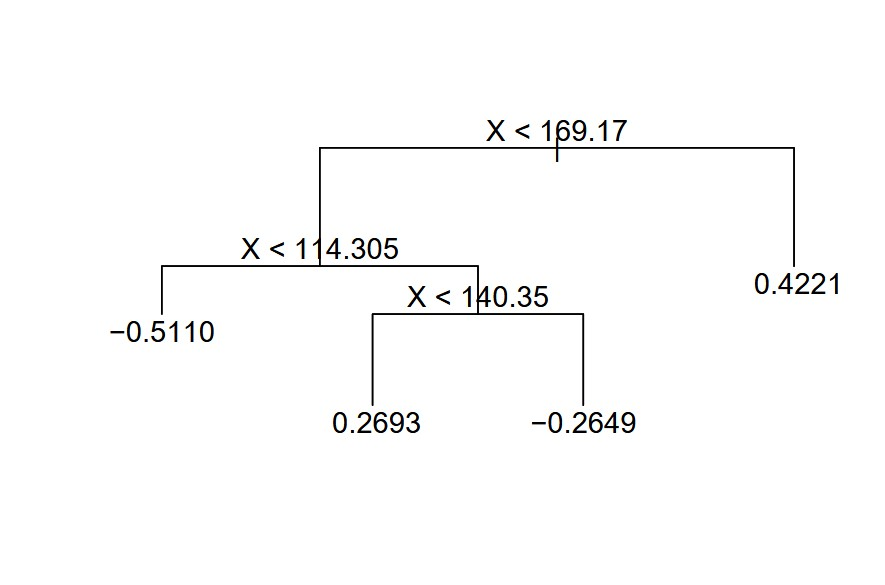 X < 169.17
X < 114.305
0.4221
X < 140.35
−0.5110
0.2693
−0.2649